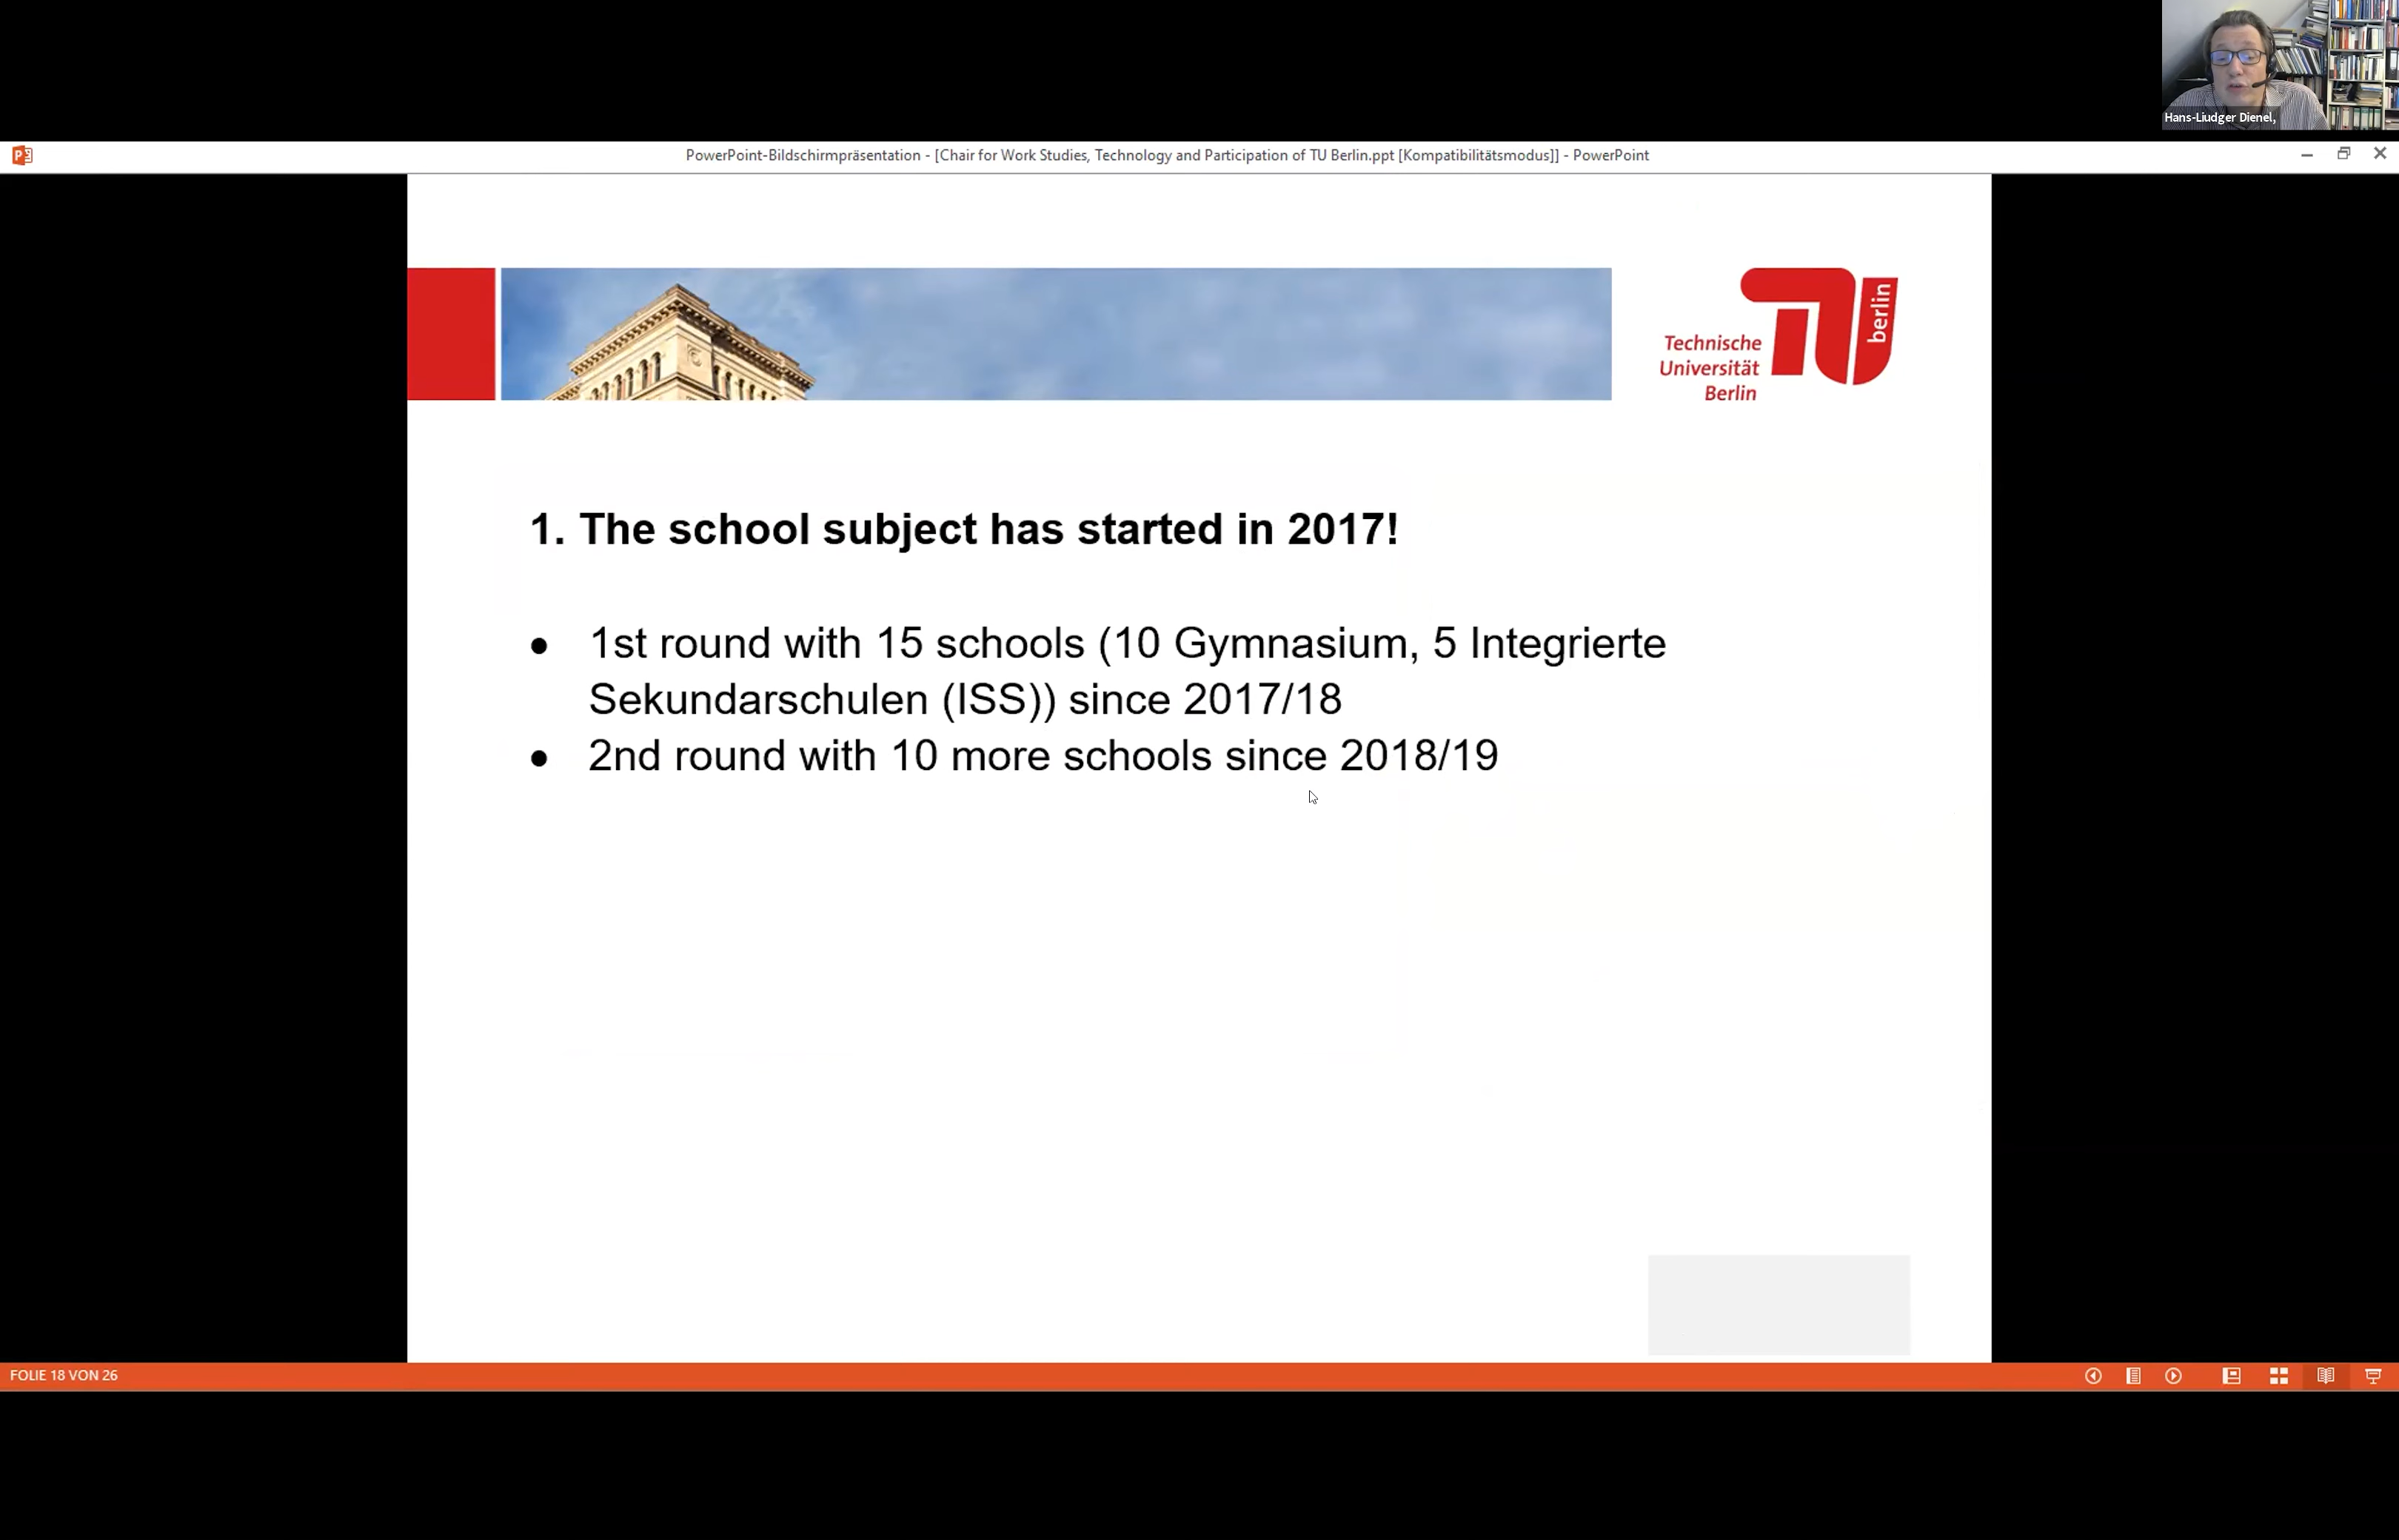 Hans-Liudger Dienel,
PowerPoint-Bildschirmpräsentation - [Chair for Work Studies, Technology and Participation of TU Berlin.ppt [Kompatibilitätsmodus]] - PowerPoint
Technische
Universität
Berlin
berlin
1. The school subject has started in 2017!
● 1st round with 15 schools (10 Gymnasium, 5 Integrierte
Sekundarschulen (ISS)) since 2017/18
● 2nd round with 10 more schools since 2018/19
FOLIE 18 VON 26